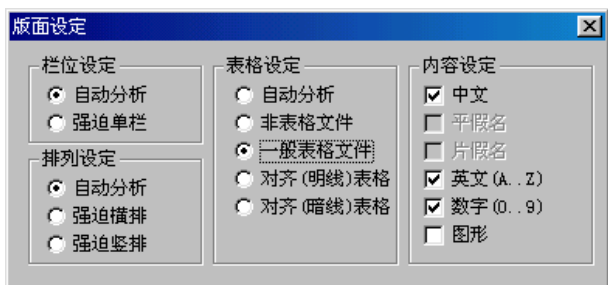 版面设定
栏位设定
自动分析
强迫单栏
排列设定
自动分析
强迫横排
强迫竖排
表格设定
自动分析
非表格文件
一般表格文件
对齐(明线)表格
对齐(暗线)表格
内容设定
中文
平假名
片假名
英文(A..Z)
数字(0..9)
图形